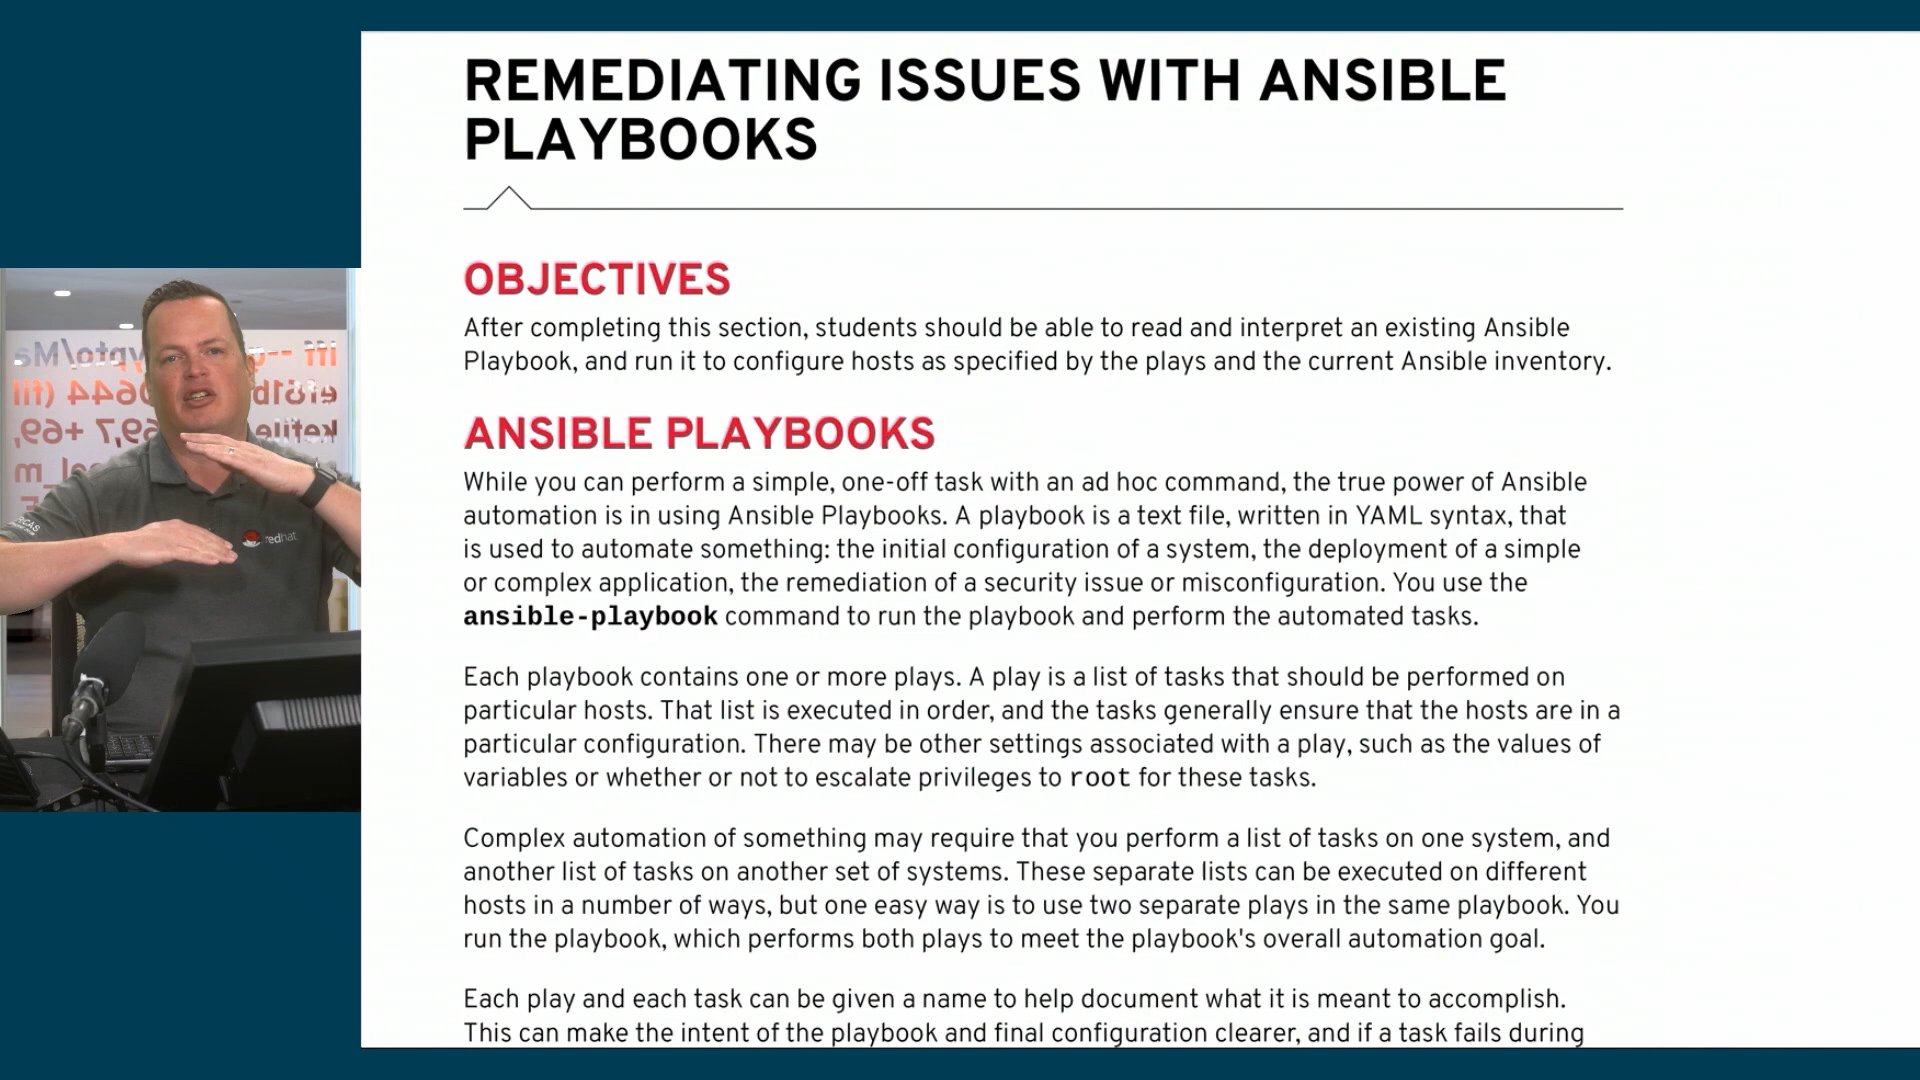 REMEDIATING ISSUES WITH ANSIBLE
PLAYBOOKS
OBJECTIVES
After completing this section, students should be able to read and interpret an existing Ansible
Playbook, and run it to configure hosts as specified by the plays and the current Ansible inventory.
ANSIBLE PLAYBOOKS
While you can perform a simple, one-off task with an ad hoc command, the true power of Ansible
automation is in using Ansible Playbooks. A playbook is a text file, written in YAML syntax, that
is used to automate something: the initial configuration of a system, the deployment of a simple
or complex application, the remediation of a security issue or misconfiguration. You use the
ansible-playbook command to run the playbook and perform the automated tasks.
Each playbook contains one or more plays. A play is a list of tasks that should be performed on
particular hosts. That list is executed in order, and the tasks generally ensure that the hosts are in a
particular configuration. There may be other settings associated with a play, such as the values of
variables or whether or not to escalate privileges to root for these tasks.
Complex automation of something may require that you perform a list of tasks on one system, and
another list of tasks on another set of systems. These separate lists can be executed on different
hosts in a number of ways, but one easy way is to use two separate plays in the same playbook. You
run the playbook, which performs both plays to meet the playbook's overall automation goal.
Each play and each task can be given a name to help document what it is meant to accomplish.
This can make the intent of the playbook and final configuration clearer, and if a task fails during
redhat